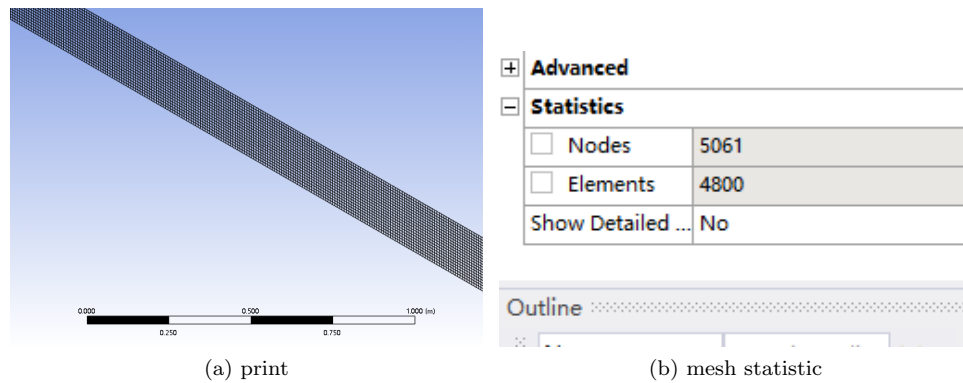 Advanced
Statistics
Nodes 5061
Elements 4800
Show Detailed ... No
Outline
0.000 0.500 1.000 (m)
0.250 0.750
(a) print
(b) mesh statistic